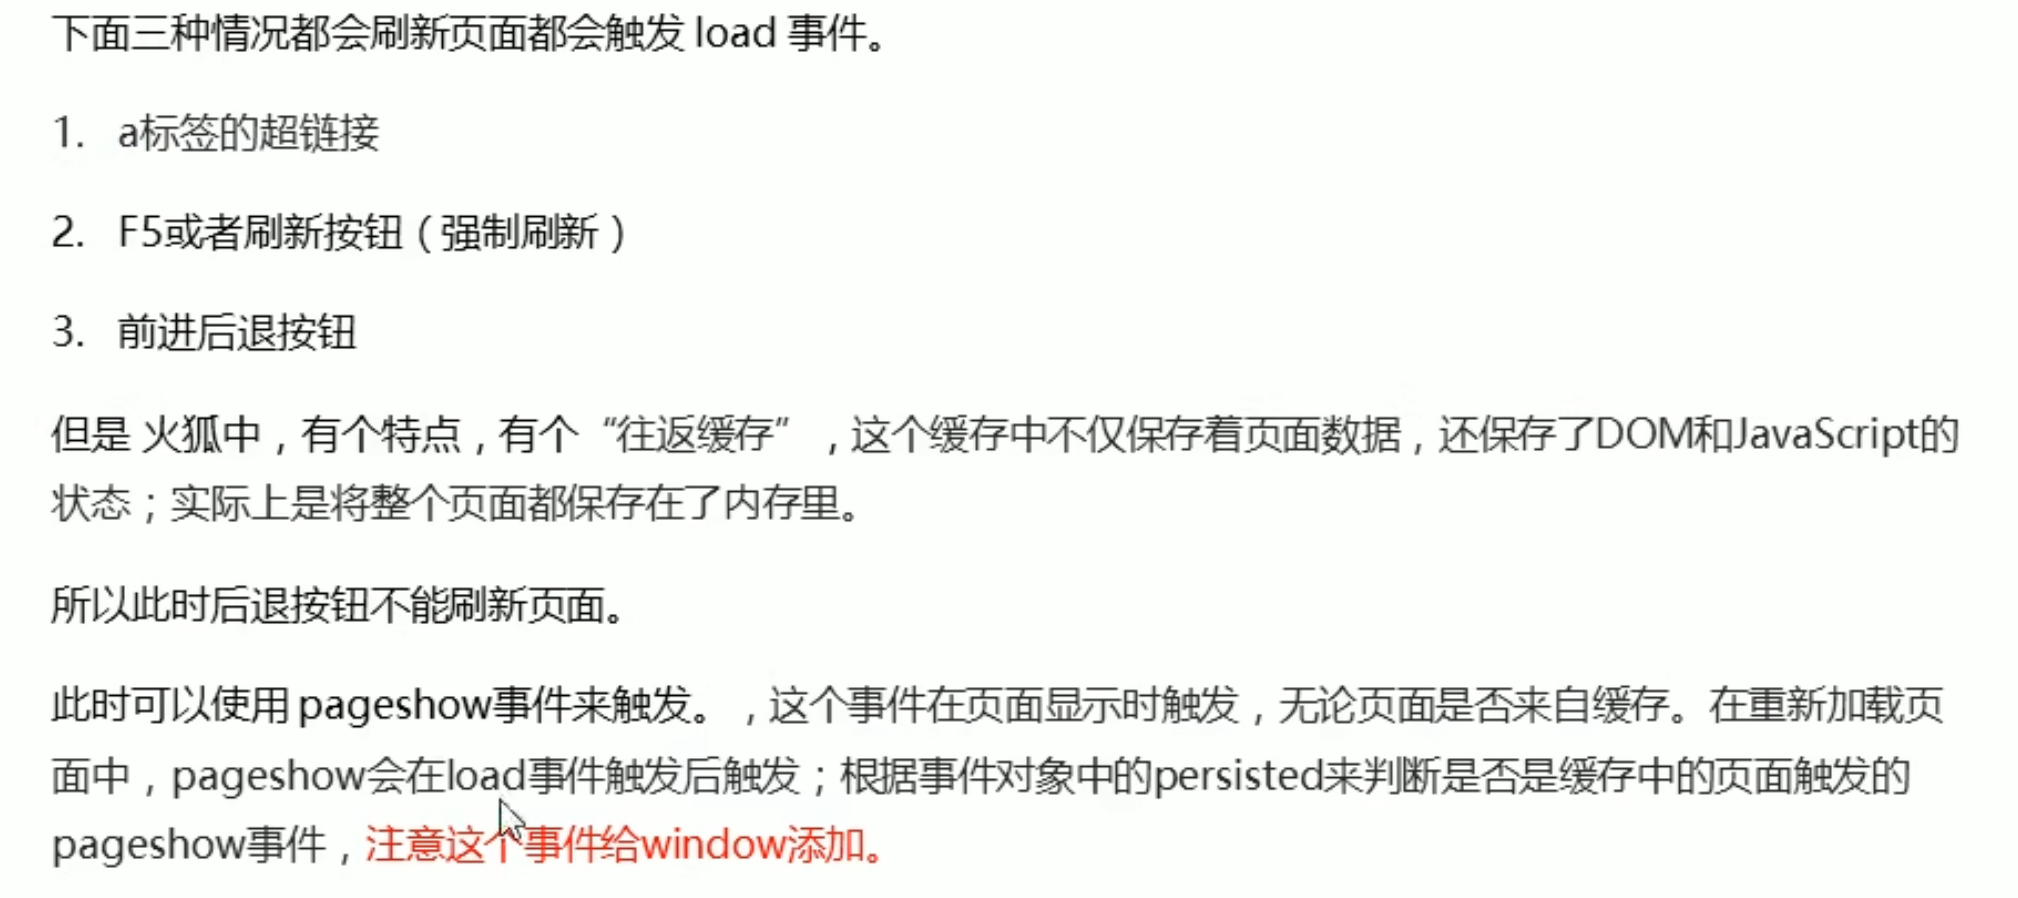 下面三种情况都会刷新页面都会触发 load 事件。
1. a标签的超链接
2. F5或者刷新按钮（强制刷新）
3. 前进后退按钮
但是 火狐中，有个特点，有个“往返缓存”，这个缓存中不仅保存着页面数据，还保存了DOM和JavaScript的
状态；实际上是将整个页面都保存在了内存里。
所以此时后退按钮不能刷新页面。
此时可以使用 pageshow事件来触发。，这个事件在页面显示时触发，无论页面是否来自缓存。在重新加载页
面中，pageshow会在load事件触发后触发；根据事件对象中的persisted来判断是否是缓存中的页面触发的
pageshow事件，注意这个事件给window添加。